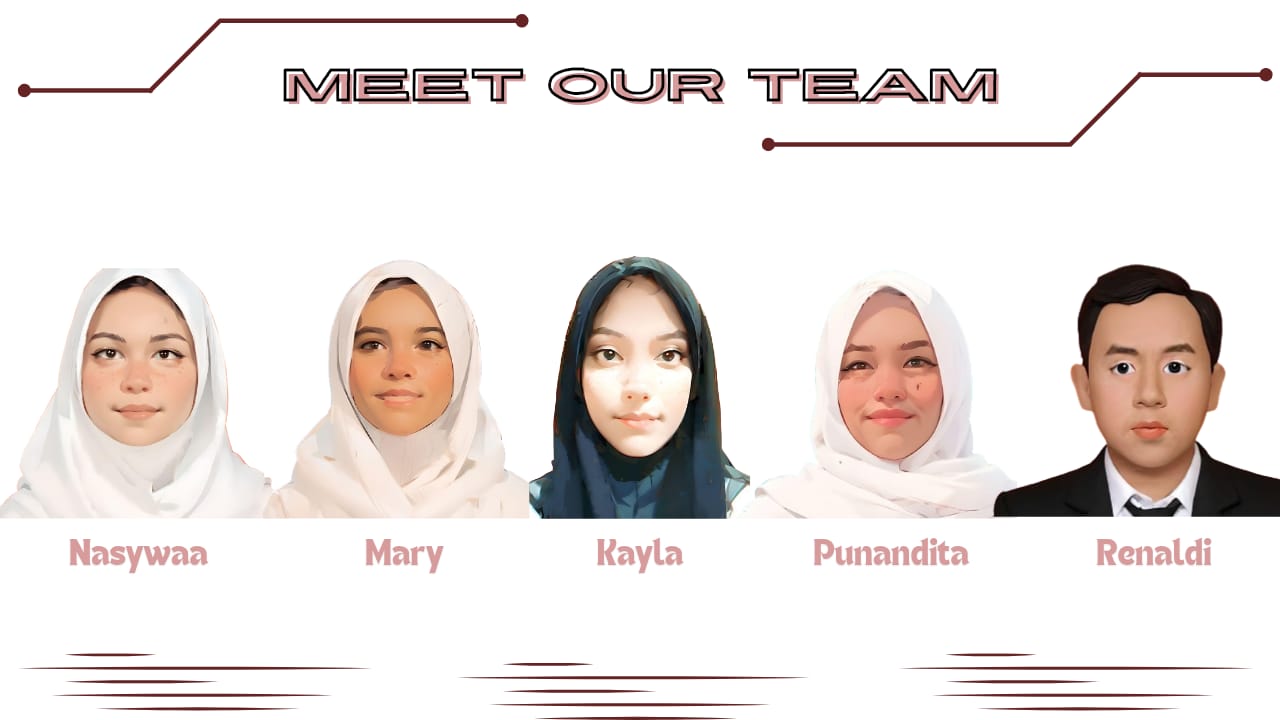 MEET OUR TEAM
Nasywaa
Mary
Kayla
Punandita
Renaldi